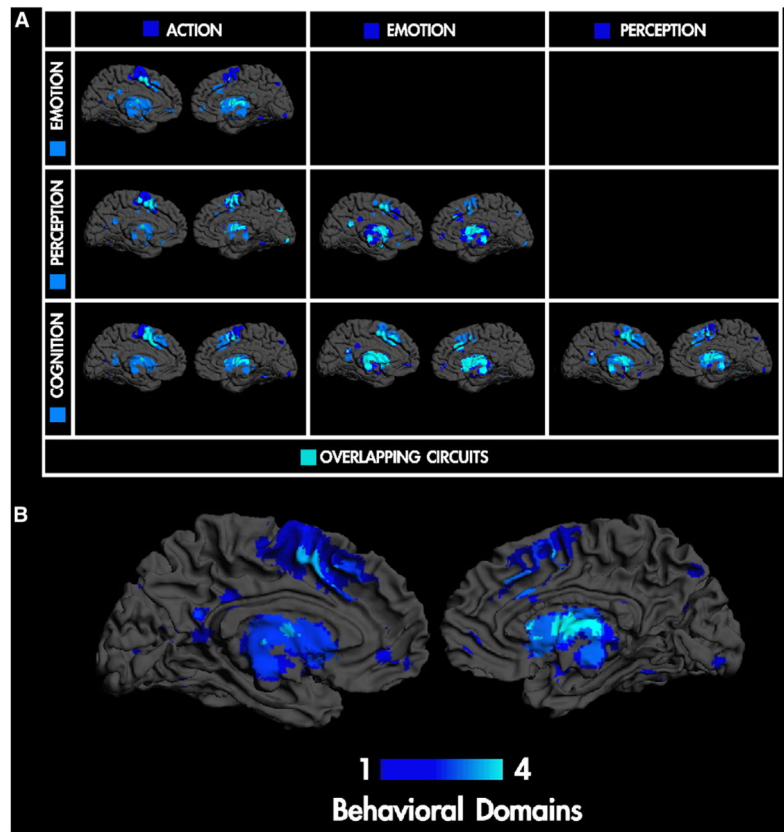 A
ACTION EMOTION PERCEPTION
EMOTION
PERCEPTION
COGNITION
OVERLAPPING CIRCUITS
B
1 4
Behavioral Domains